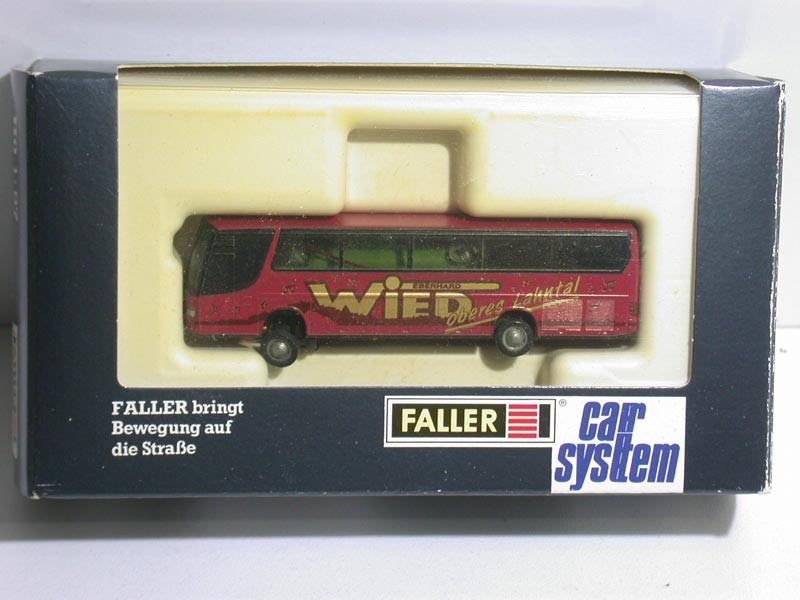 EBERHARD
WIED
oberes Lahntal
FALLER bringt
Bewegung auf
die Straße
FALLER ®
car
system